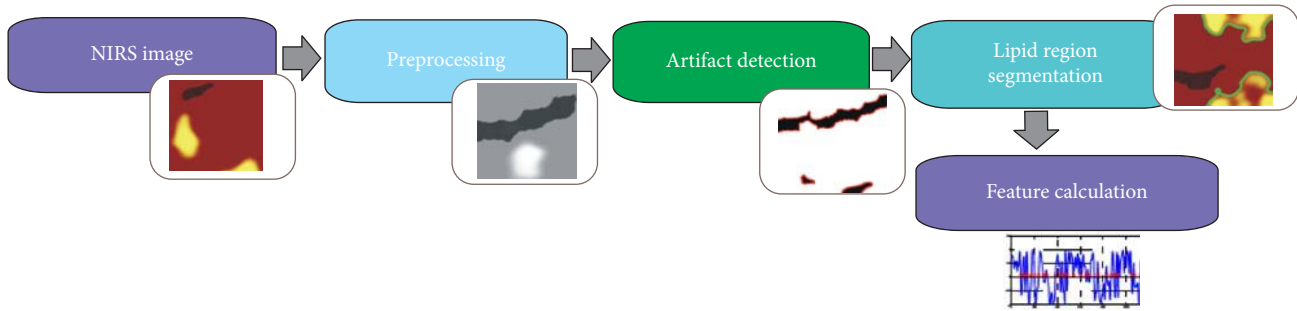 NIRS image
Preprocessing
Artifact detection
Lipid region
segmentation
Feature calculation